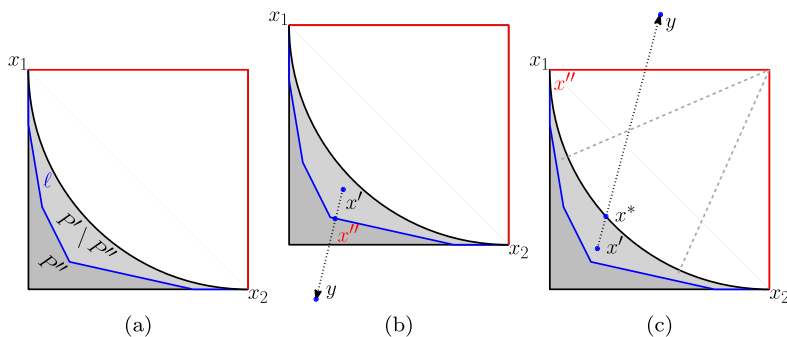 x₁
ℓ
P′ \ P″
P″
x₂
(a)
x₁
x′
x″
y
x₂
(b)
y
x₁
x″
x*
x′
x₂
(c)